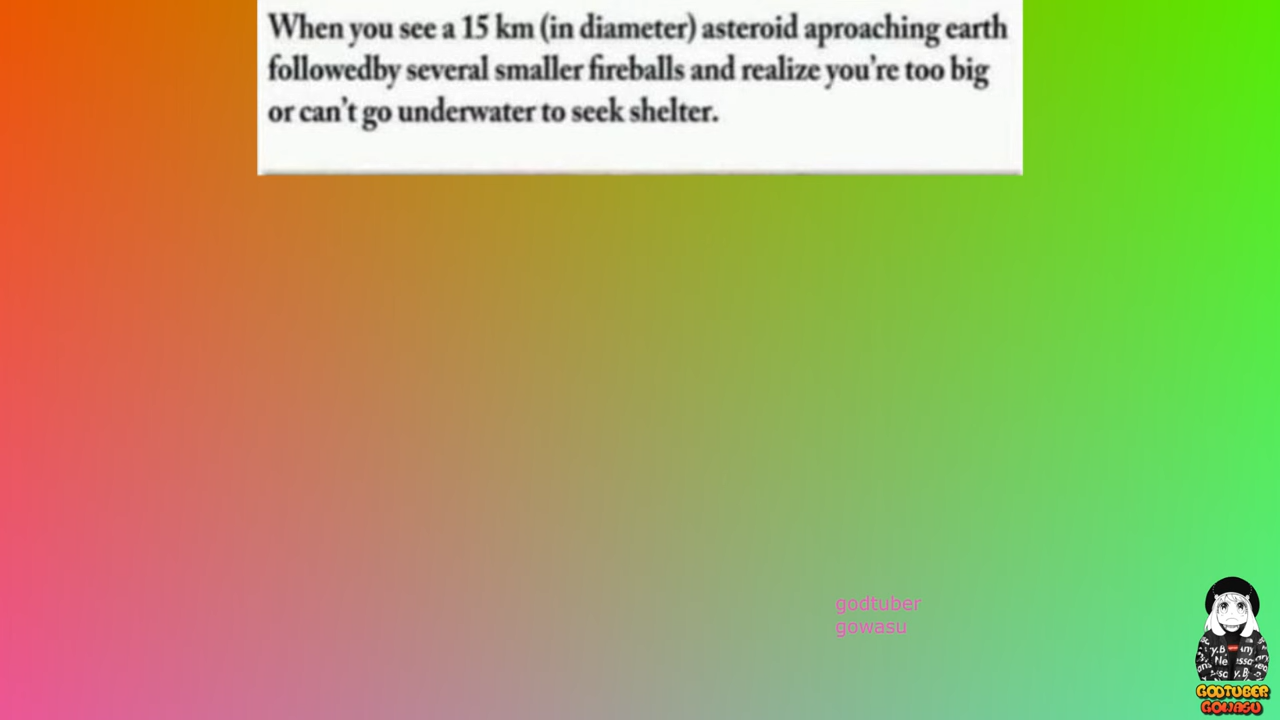 When you see a 15 km (in diameter) asteroid aproaching earth
followedby several smaller fireballs and realize you're too big
or can't go underwater to seek shelter.
godtuber
gowasu
GODTUBER
GOWASU